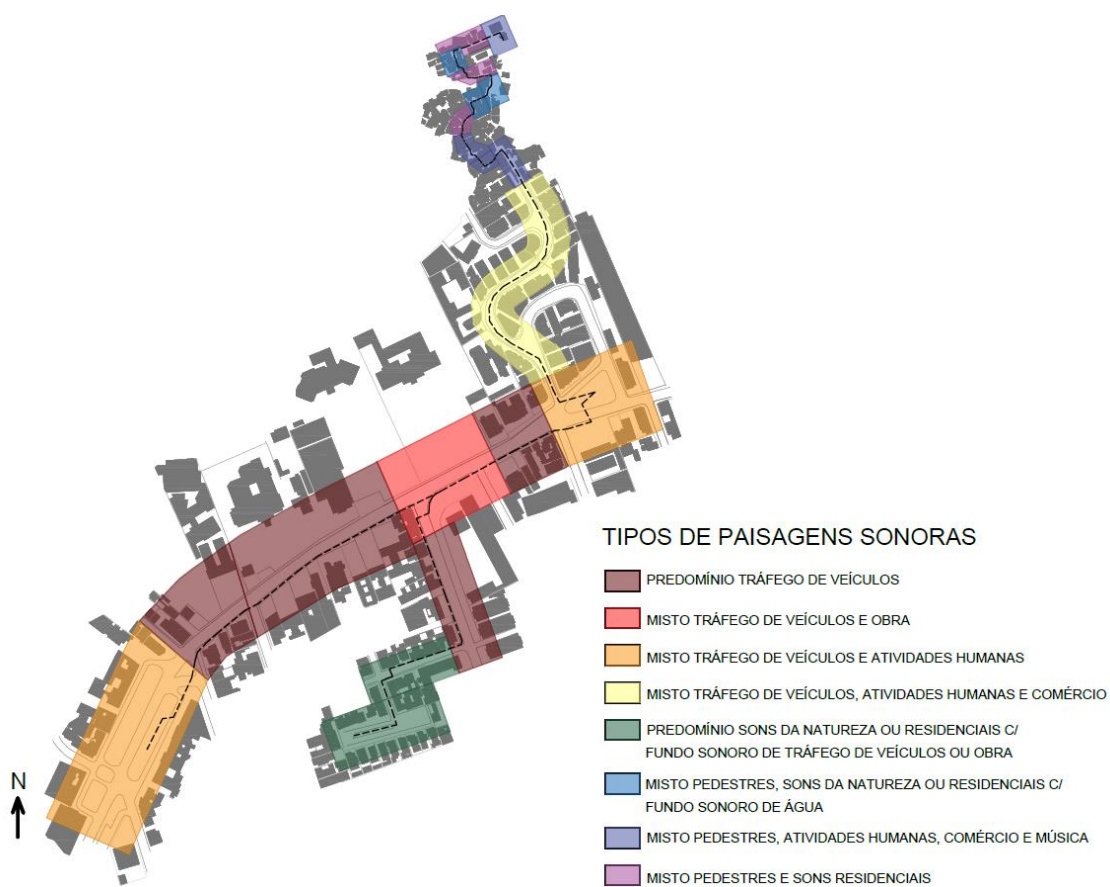 TIPOS DE PAISAGENS SONORAS
PREDOMÍNIO TRÁFEGO DE VEÍCULOS
MISTO TRÁFEGO DE VEÍCULOS E OBRA
MISTO TRÁFEGO DE VEÍCULOS E ATIVIDADES HUMANAS
MISTO TRÁFEGO DE VEÍCULOS, ATIVIDADES HUMANAS E COMÉRCIO
PREDOMÍNIO SONS DA NATUREZA OU RESIDENCIAIS C/
FUNDO SONORO DE TRÁFEGO DE VEÍCULOS OU OBRA
MISTO PEDESTRES, SONS DA NATUREZA OU RESIDENCIAIS C/
FUNDO SONORO DE ÁGUA
MISTO PEDESTRES, ATIVIDADES HUMANAS, COMÉRCIO E MÚSICA
MISTO PEDESTRES E SONS RESIDENCIAIS
N